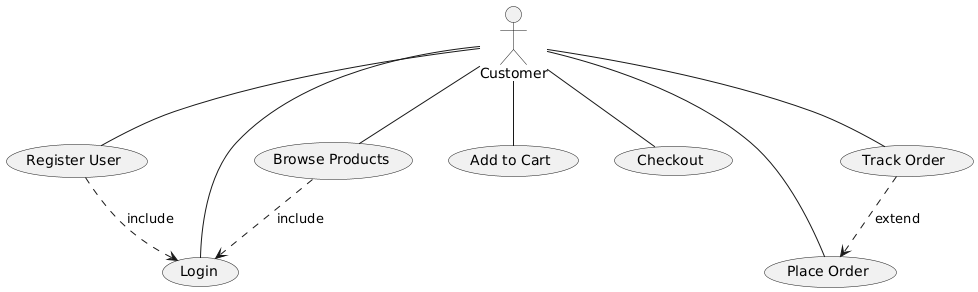 Customer
Register User
Browse Products
Add to Cart
Checkout
Track Order
include
include
extend
Login
Place Order